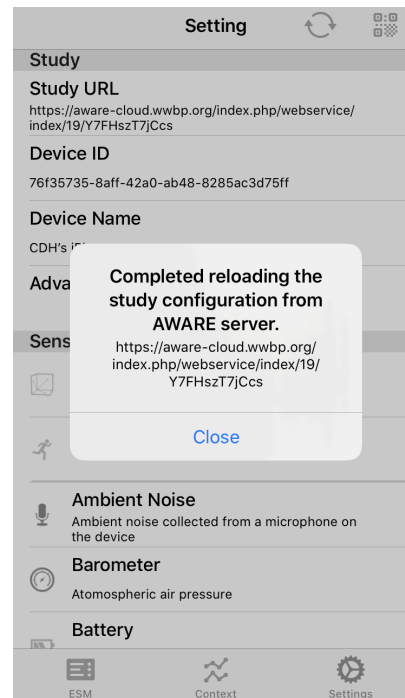 Setting
Study
Study URL
https://aware-cloud.wwbp.org/index.php/webservice/
index/19/Y7FHszT7jCcs
Device ID
76f35735-8aff-42a0-ab48-8285ac3d75ff
Device Name
CDH's
Adva
Completed reloading the
study configuration from
AWARE server.
https://aware-cloud.wwbp.org/
index.php/webservice/index/19/
Y7FHszT7jCcs
Close
Sens
Ambient Noise
Ambient noise collected from a microphone on
the device
Barometer
Atomospheric air pressure
Battery
ESM
Context
Settings